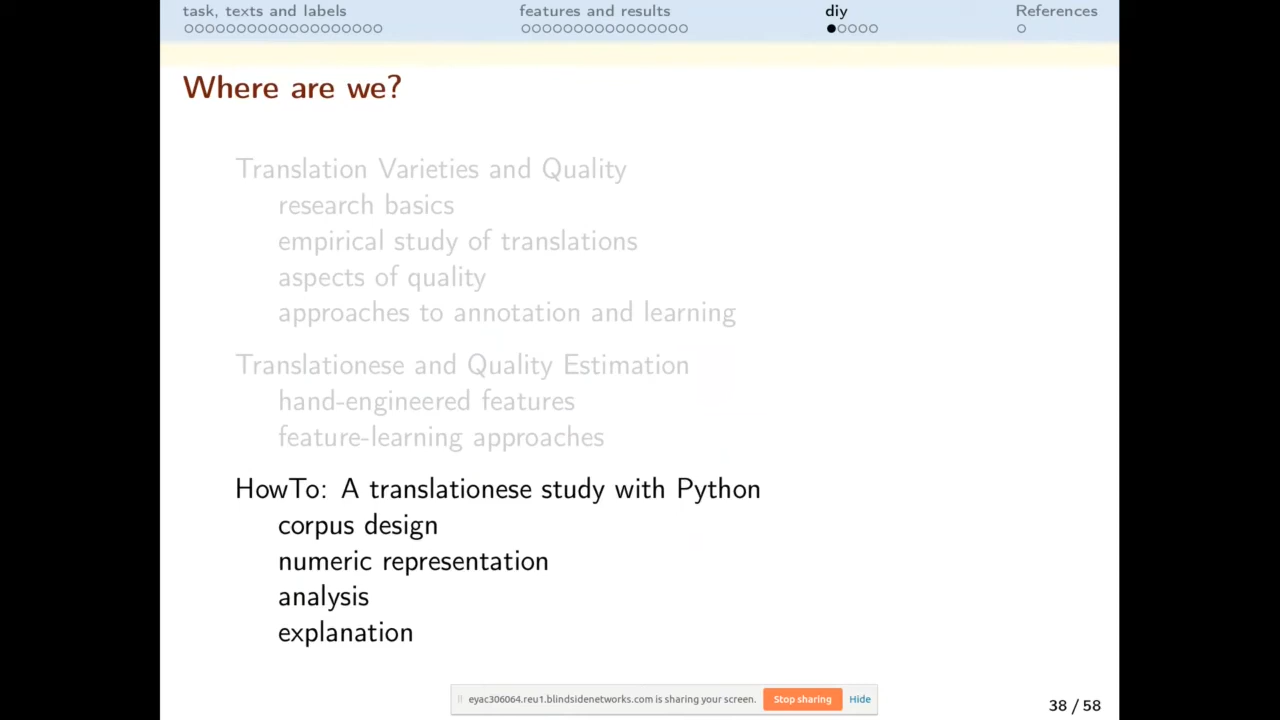 task, texts and labels features and results diy References
Where are we?
Translation Varieties and Quality
research basics
empirical study of translations
aspects of quality
approaches to annotation and learning
Translationese and Quality Estimation
hand-engineered features
feature-learning approaches
HowTo: A translationese study with Python
corpus design
numeric representation
analysis
explanation
eyac306064.reu1.blindsidenetworks.com is sharing your screen. Stop sharing Hide
38 / 58